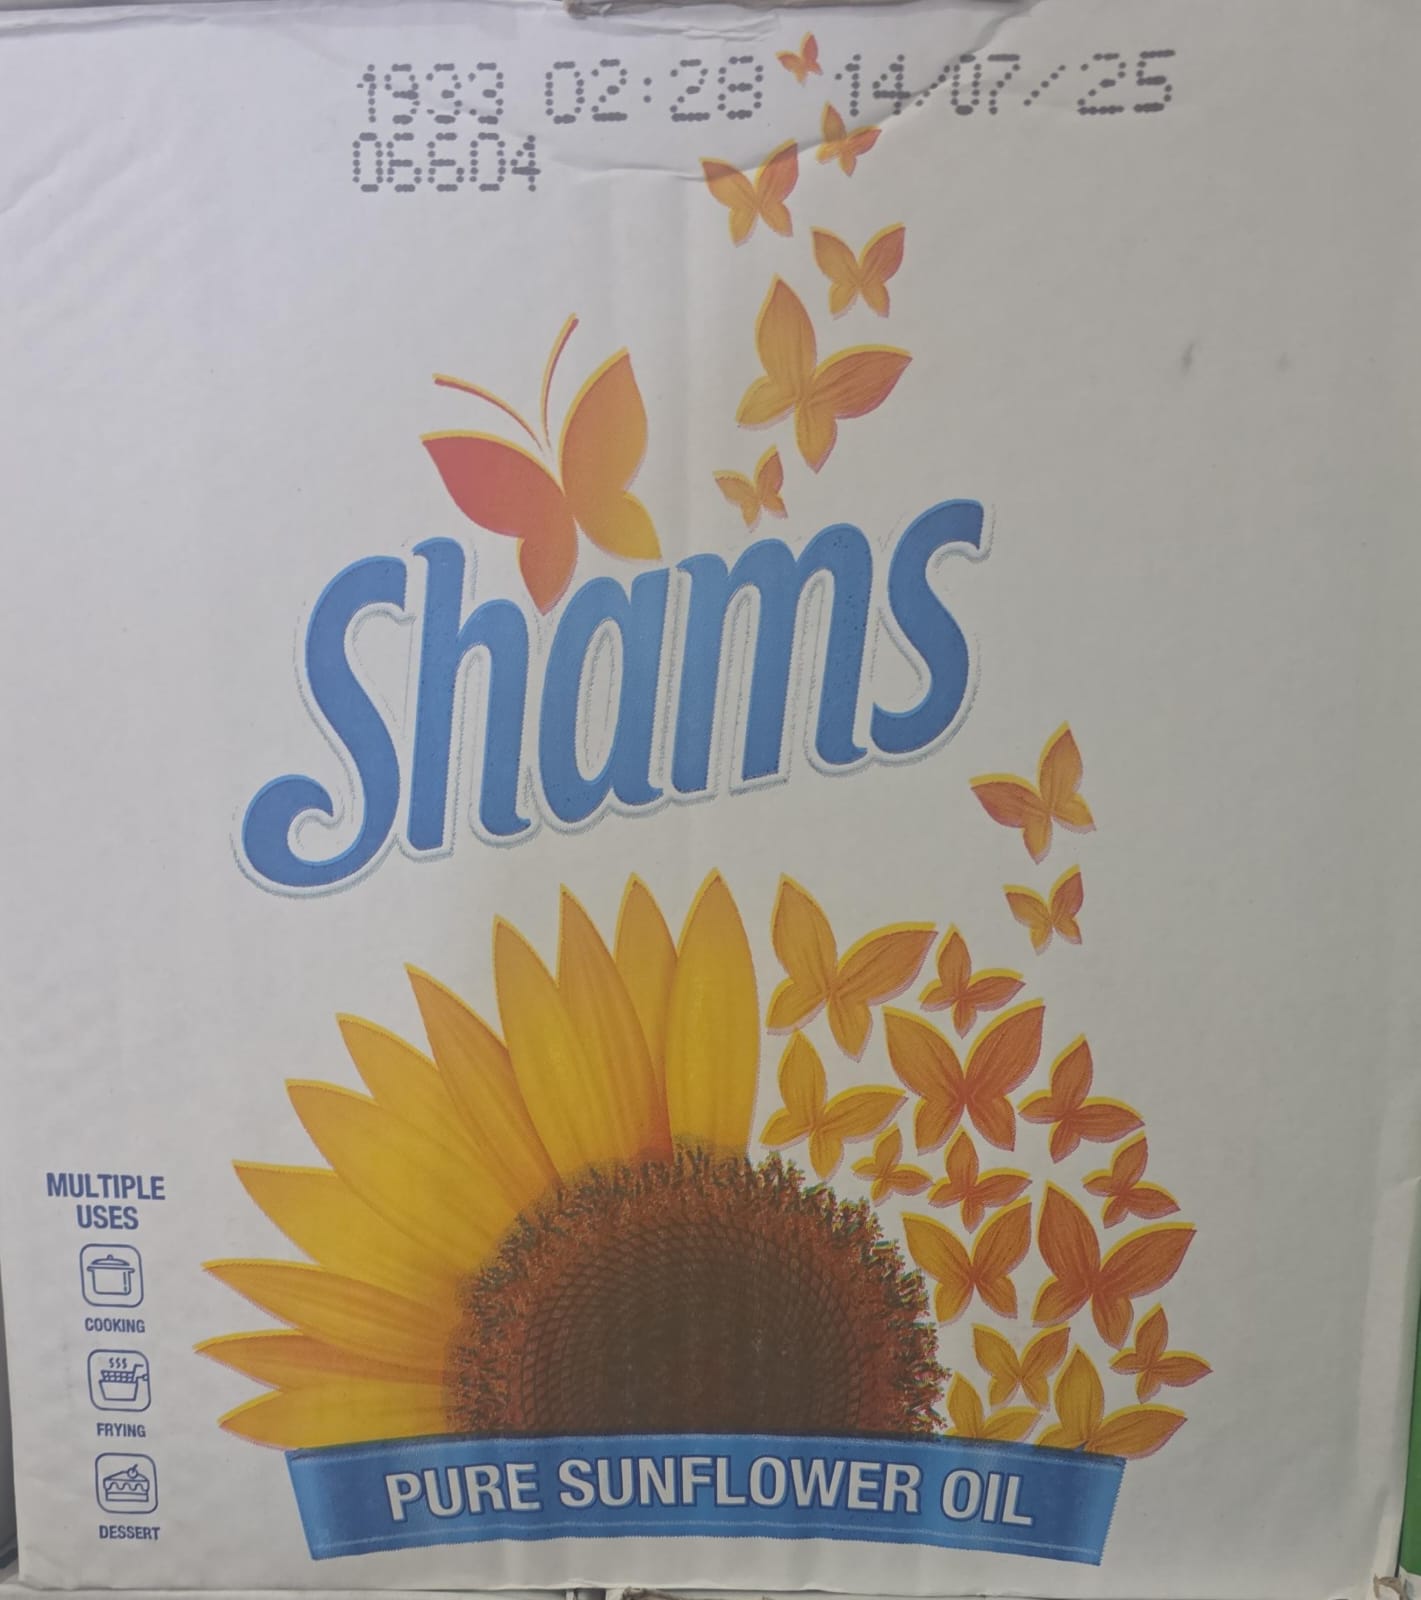 1933 02:28 14/07/25
06604
Shams
MULTIPLE
USES
COOKING
FRYING
DESSERT
PURE SUNFLOWER OIL